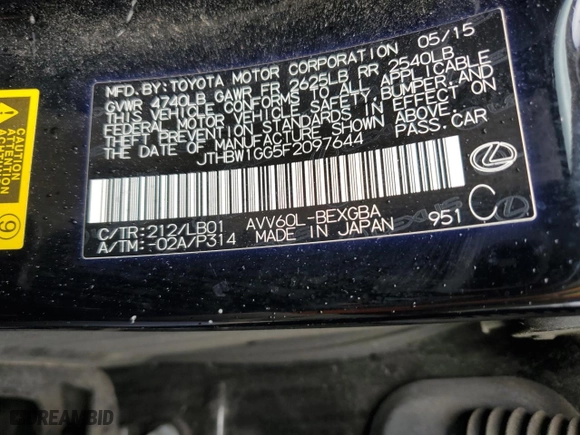 MFD.BY:TOYOTA MOTOR CORPORATION 05/15
GVWR 4740LB GAWR FR 2625LB RR 2540LB
THIS VEHICLE CONFORMS TO ALL APPLICABLE
FEDERAL MOTOR VEHICLE SAFETY, BUMPER, AND
THEFT PREVENTION STANDARDS IN EFFECT ON
THE DATE OF MANUFACTURE SHOWN ABOVE.
JTHBW1GG5F2097644 PASS.CAR
C/TR:212/LB01 AVV60L-BEXGBA
A/TM:-02A/P314 MADE IN JAPAN 951 C
CAUTION
ATTENTION
9
DREAMBID